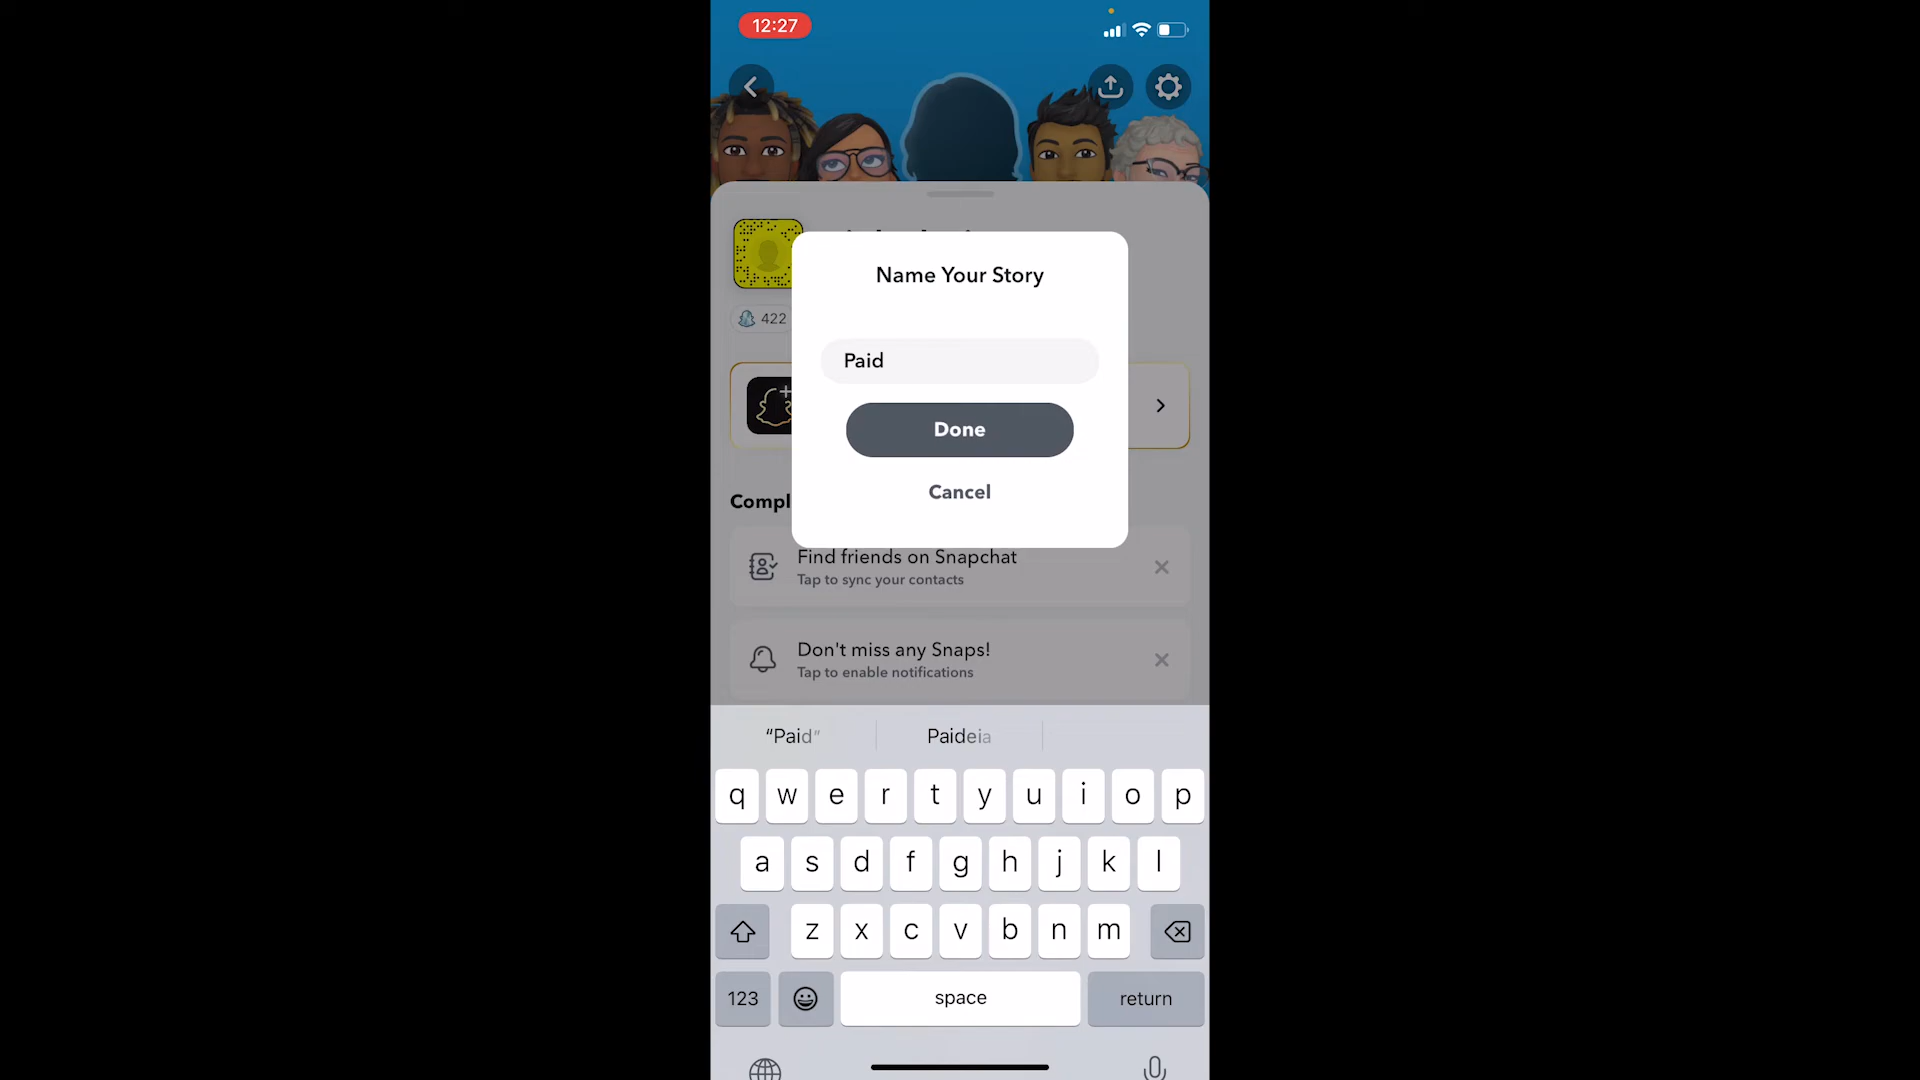 12:27
Name Your Story
422
Paid
Done
Compl
Cancel
Find friends on Snapchat
Tap to sync your contacts
Don't miss any Snaps!
Tap to enable notifications
“Paid” Paideia
q w e r t y u i o p
a s d f g h j k l
z x c v b n m
123 space return